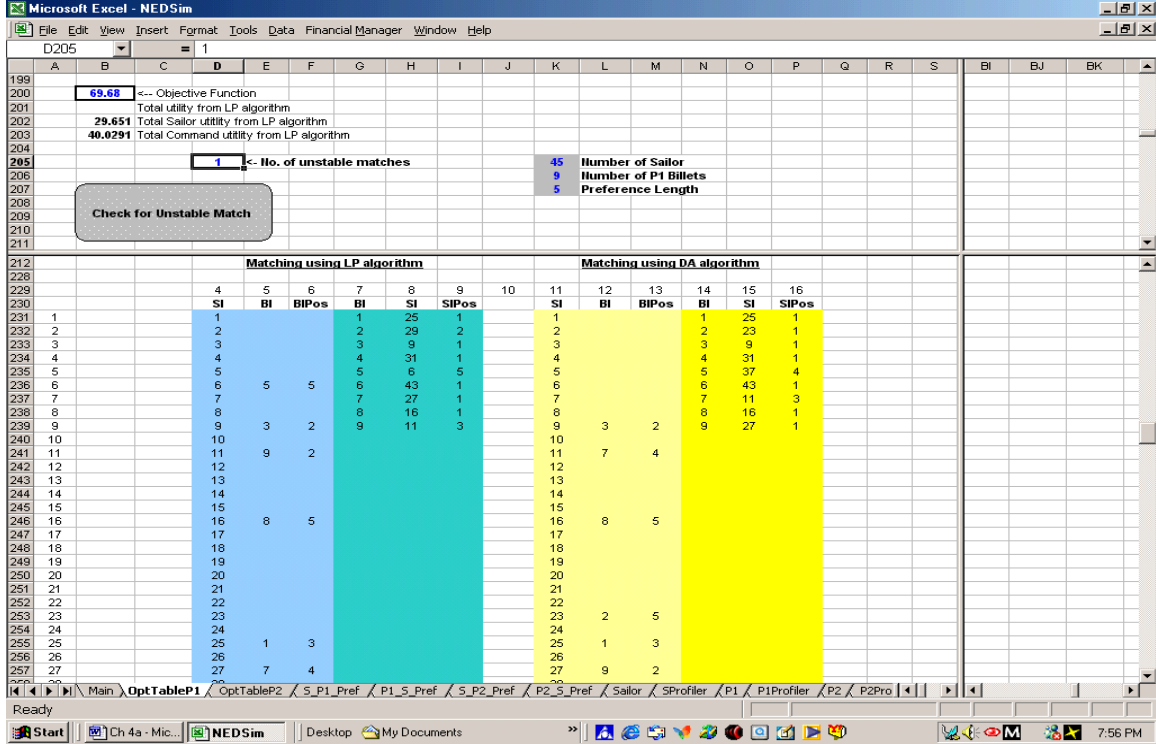 Microsoft Excel - NEDSim
File Edit View Insert Format Tools Data Financial Manager Window Help
D205 = 1
A B C D E F G H I J K L M N O P Q R S BI BJ BK
199
200 69.68 <-- Objective Function
201 Total utility from LP algorithm
202 29.651 Total Sailor utitlity from LP algorithm
203 40.0291 Total Command utitlity from LP algorithm
204
205 1 <- No. of unstable matches 45 Number of Sailor
206 9 Number of P1 Billets
207 5 Preference Length
208
209 Check for Unstable Match
210
211
212 Matching using LP algorithm Matching using DA algorithm
228
229 4 5 6 7 8 9 10 11 12 13 14 15 16
230 SI BI BIPos BI SI SIPos SI BI BIPos BI SI SIPos
231 1 1 1 25 1 1 1 25 1
232 2 2 2 29 2 2 2 23 1
233 3 3 3 9 1 3 3 9 1
234 4 4 4 31 1 4 4 31 1
235 5 5 5 6 5 5 5 37 4
236 6 6 5 5 6 43 1 6 6 43 1
237 7 7 7 27 1 7 7 11 3
238 8 8 8 16 1 8 8 16 1
239 9 9 3 2 9 11 3 9 3 2 9 27 1
240 10 10 10
241 11 11 9 2 11 7 4
242 12 12 12
243 13 13 13
244 14 14 14
245 15 15 15
246 16 16 8 5 16 8 5
247 17 17 17
248 18 18 18
249 19 19 19
250 20 20 20
251 21 21 21
252 22 22 22
253 23 23 23 2 5
254 24 24 24
255 25 25 1 3 25 1 3
256 26 26 26
257 27 27 7 4 27 9 2
Main OptTableP1 OptTableP2 S_P1_Pref P1_S_Pref S_P2_Pref P2_S_Pref Sailor SProfiler P1 P1Profiler P2 P2Pro
Ready
Start Ch 4a - Mic... NEDSim Desktop My Documents » 7:56 PM